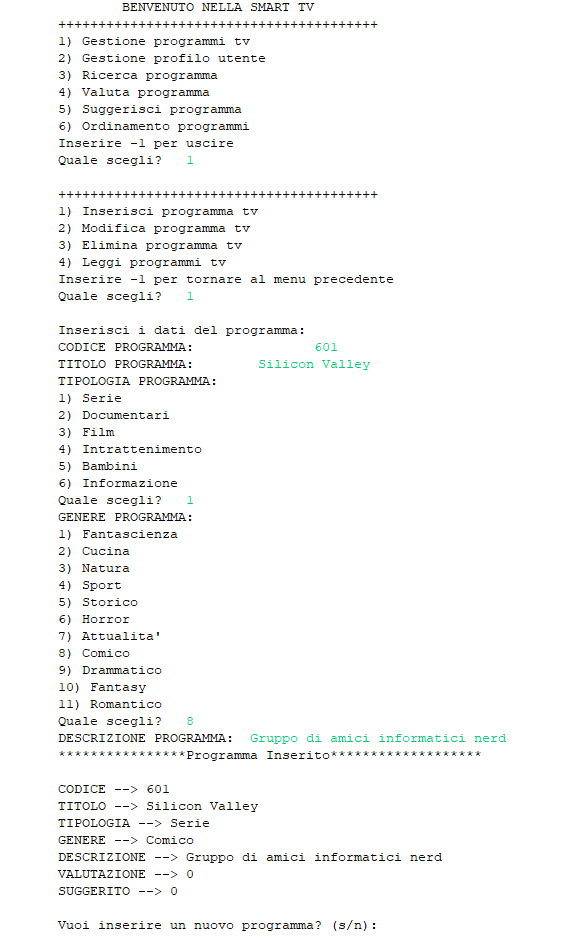 BENVENUTO NELLA SMART TV
++++++++++++++++++++++++++++++++++++++++
1) Gestione programmi tv
2) Gestione profilo utente
3) Ricerca programma
4) Valuta programma
5) Suggerisci programma
6) Ordinamento programmi
Inserire -1 per uscire
Quale scegli?   1
++++++++++++++++++++++++++++++++++++++++
1) Inserisci programma tv
2) Modifica programma tv
3) Elimina programma tv
4) Leggi programmi tv
Inserire -1 per tornare al menu precedente
Quale scegli?   1
Inserisci i dati del programma:
CODICE PROGRAMMA:               601
TITOLO PROGRAMMA:        Silicon Valley
TIPOLOGIA PROGRAMMA:
1) Serie
2) Documentari
3) Film
4) Intrattenimento
5) Bambini
6) Informazione
Quale scegli?   1
GENERE PROGRAMMA:
1) Fantascienza
2) Cucina
3) Natura
4) Sport
5) Storico
6) Horror
7) Attualita'
8) Comico
9) Drammatico
10) Fantasy
11) Romantico
Quale scegli?   8
DESCRIZIONE PROGRAMMA:  Gruppo di amici informatici nerd
****************Programma Inserito*******************
CODICE --> 601
TITOLO --> Silicon Valley
TIPOLOGIA --> Serie
GENERE --> Comico
DESCRIZIONE --> Gruppo di amici informatici nerd
VALUTAZIONE --> 0
SUGGERITO --> 0
Vuoi inserire un nuovo programma? (s/n):